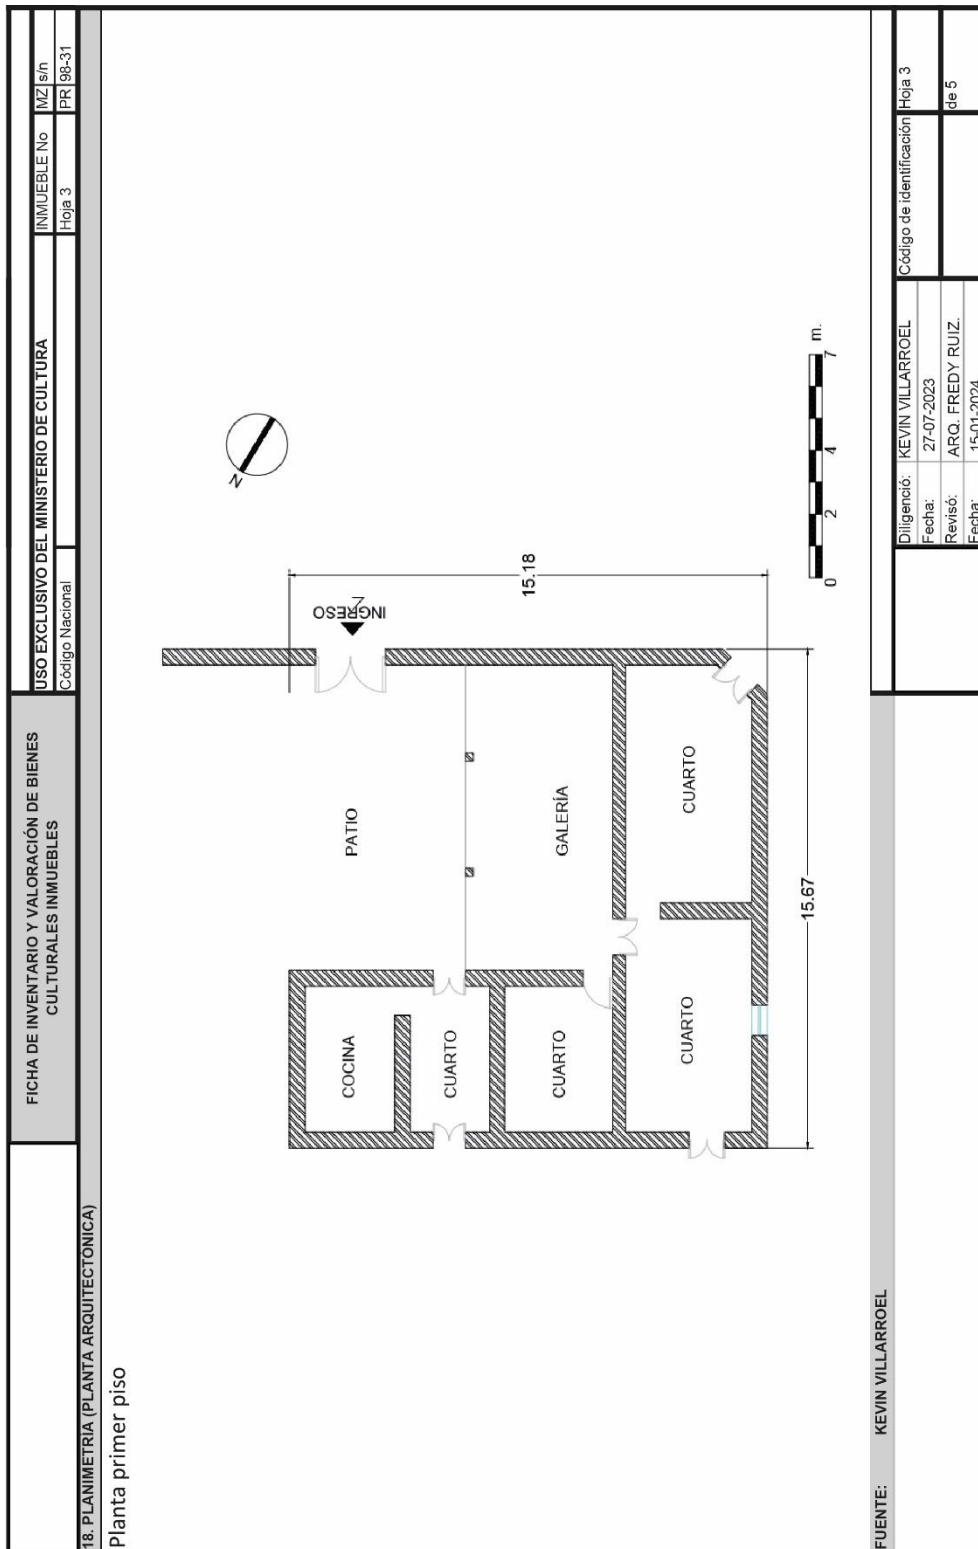 FICHA DE INVENTARIO Y VALORACIÓN DE BIENES
CULTURALES INMUEBLES
USO EXCLUSIVO DEL MINISTERIO DE CULTURA
Código Nacional
INMUEBLE No
Hoja 3
MZ s/n
PR 98-31
18. PLANIMETRÍA (PLANTA ARQUITECTÓNICA)
Planta primer piso
INGRESO
PATIO
COCINA
CUARTO
GALERÍA
CUARTO
CUARTO
CUARTO
15.18
15.67
N
0 2 4 7 m.
FUENTE: KEVIN VILLARROEL
Diligenció: KEVIN VILLARROEL
Fecha: 27-07-2023
Revisó: ARQ. FREDY RUIZ.
Fecha: 15-01-2024
Código de identificación
Hoja 3
de 5